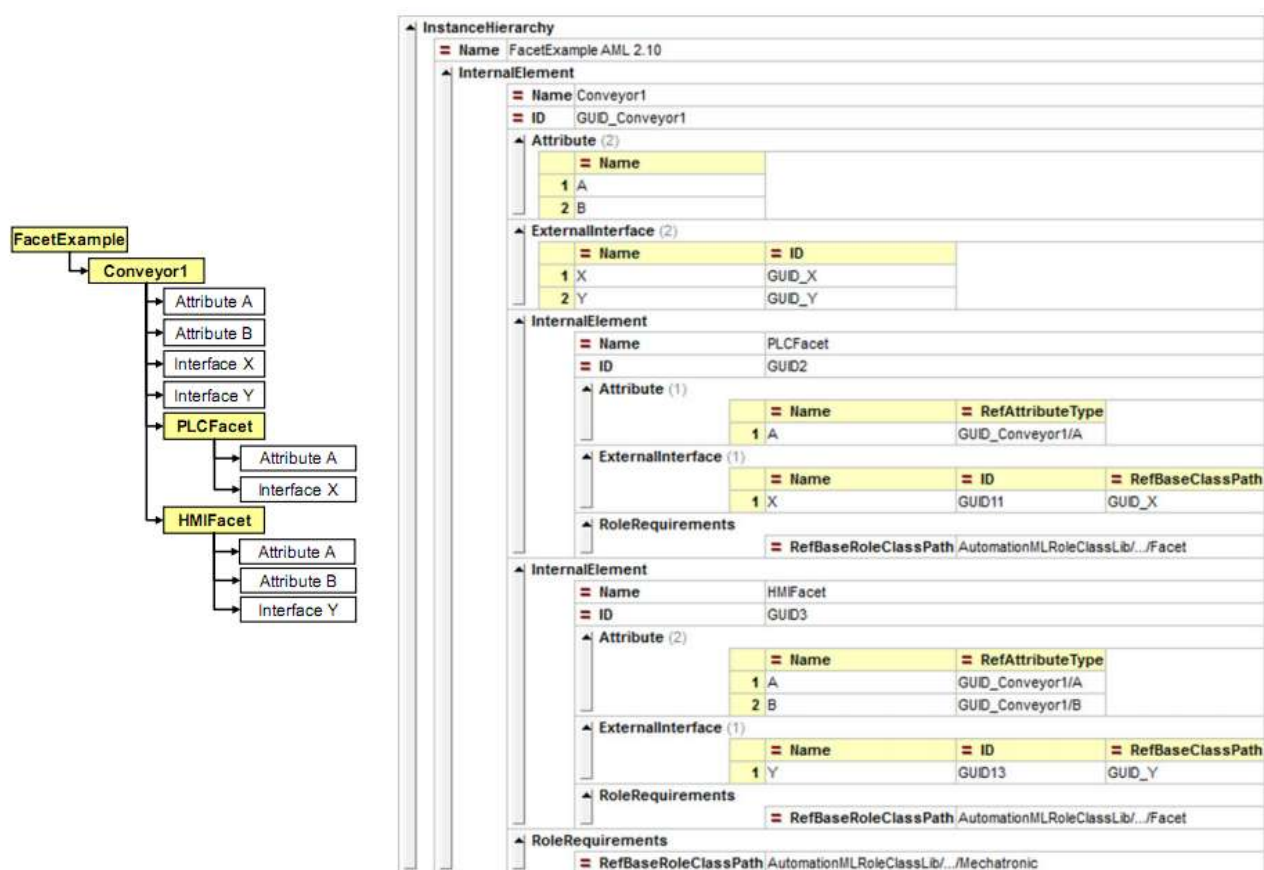 FacetExample
Conveyor1
Attribute A
Attribute B
Interface X
Interface Y
PLCFacet
Attribute A
Interface X
HMIFacet
Attribute A
Attribute B
Interface Y
InstanceHierarchy
= Name FacetExample AML 2.10
InternalElement
= Name Conveyor1
= ID GUID_Conveyor1
Attribute (2)
= Name
1 A
2 B
ExternalInterface (2)
= Name = ID
1 X GUID_X
2 Y GUID_Y
InternalElement
= Name PLCFacet
= ID GUID2
Attribute (1)
= Name = RefAttributeType
1 A GUID_Conveyor1/A
ExternalInterface (1)
= Name = ID = RefBaseClassPath
1 X GUID11 GUID_X
RoleRequirements
= RefBaseRoleClassPath AutomationMLRoleClassLib/.../Facet
InternalElement
= Name HMIFacet
= ID GUID3
Attribute (2)
= Name = RefAttributeType
1 A GUID_Conveyor1/A
2 B GUID_Conveyor1/B
ExternalInterface (1)
= Name = ID = RefBaseClassPath
1 Y GUID13 GUID_Y
RoleRequirements
= RefBaseRoleClassPath AutomationMLRoleClassLib/.../Facet
RoleRequirements
= RefBaseRoleClassPath AutomationMLRoleClassLib/.../Mechatronic